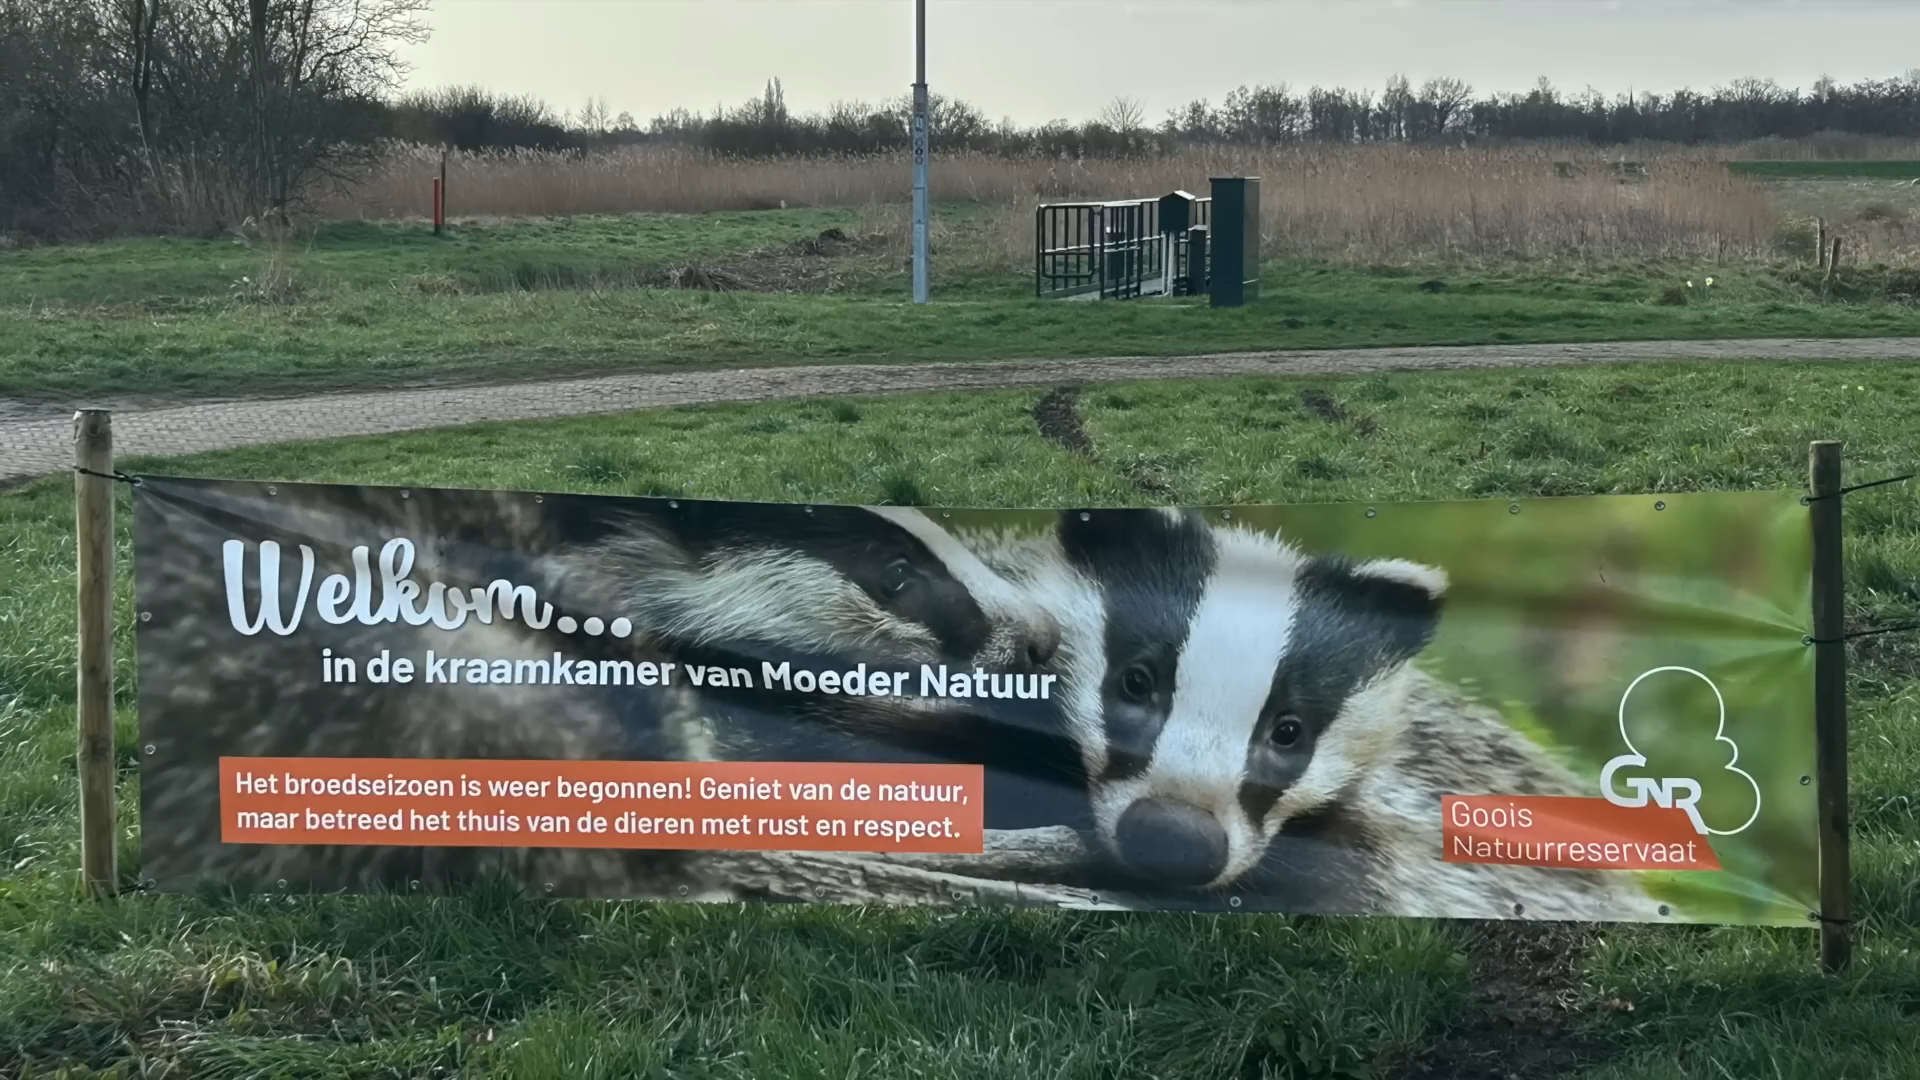 Welkom...
in de kraamkamer van Moeder Natuur
Het broedseizoen is weer begonnen! Geniet van de natuur,
maar betreed het thuis van de dieren met rust en respect.
GNR
Goois
Natuurreservaat